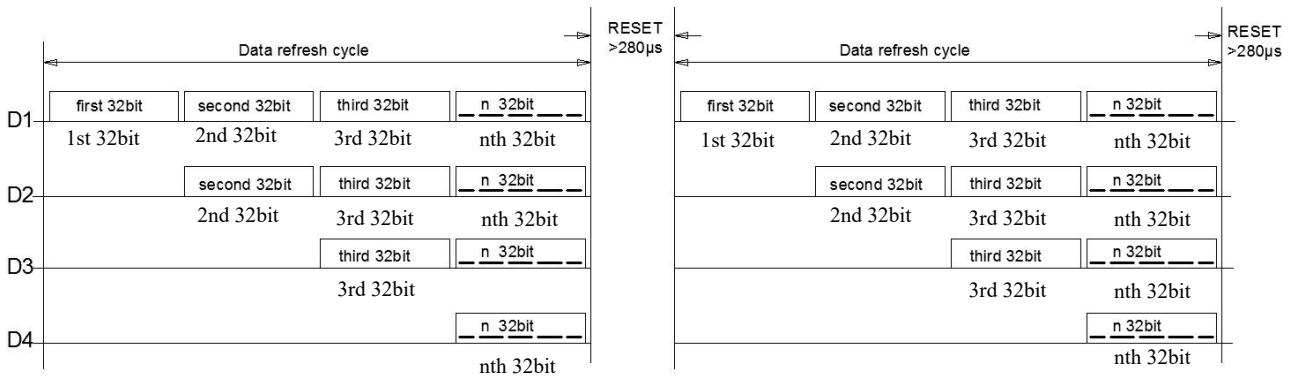 RESET
>280μs
RESET
>280μs
Data refresh cycle
Data refresh cycle
D1 first 32bit second 32bit third 32bit n 32bit first 32bit second 32bit third 32bit n 32bit
1st 32bit 2nd 32bit 3rd 32bit nth 32bit 1st 32bit 2nd 32bit 3rd 32bit nth 32bit
D2 second 32bit third 32bit n 32bit second 32bit third 32bit n 32bit
2nd 32bit 3rd 32bit nth 32bit 2nd 32bit 3rd 32bit nth 32bit
D3 third 32bit n 32bit third 32bit n 32bit
3rd 32bit 3rd 32bit nth 32bit
D4 n 32bit n 32bit
nth 32bit nth 32bit